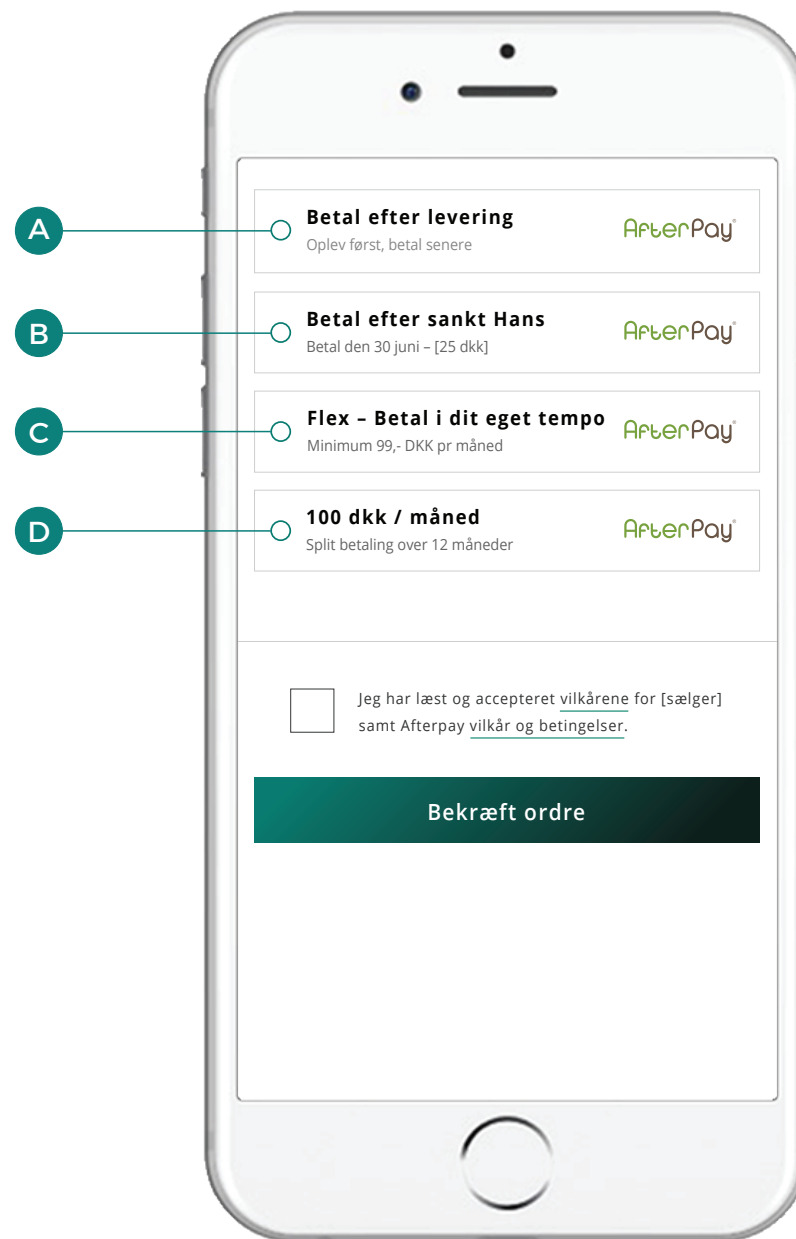 A
Betal efter levering
Oplev først, betal senere
AfterPay®
B
Betal efter sankt Hans
Betal den 30 juni – [25 dkk]
AfterPay®
C
Flex – Betal i dit eget tempo
Minimum 99,- DKK pr måned
AfterPay®
D
100 dkk / måned
Split betaling over 12 måneder
AfterPay®
Jeg har læst og accepteret vilkårene for [sælger]
samt Afterpay vilkår og betingelser.
Bekræft ordre